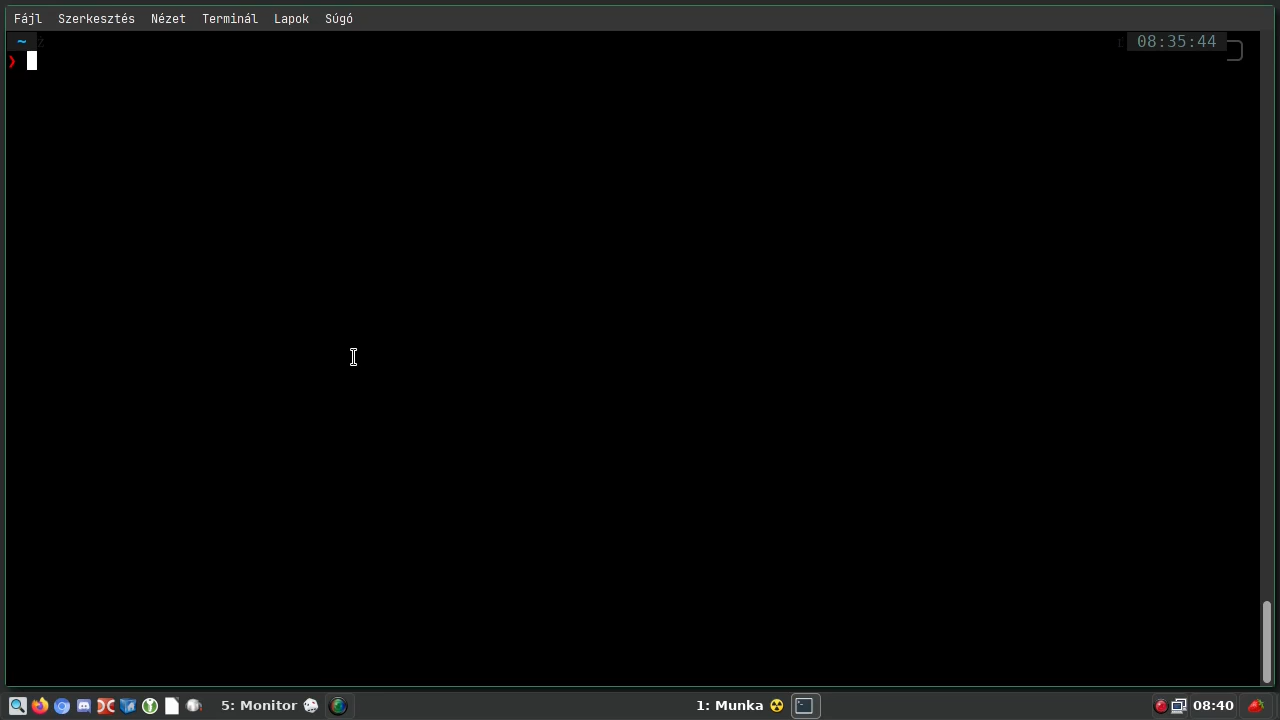 Fájl Szerkesztés Nézet Terminál Lapok Súgó
~ 08:35:44
❯
5: Monitor 1: Munka 08:40